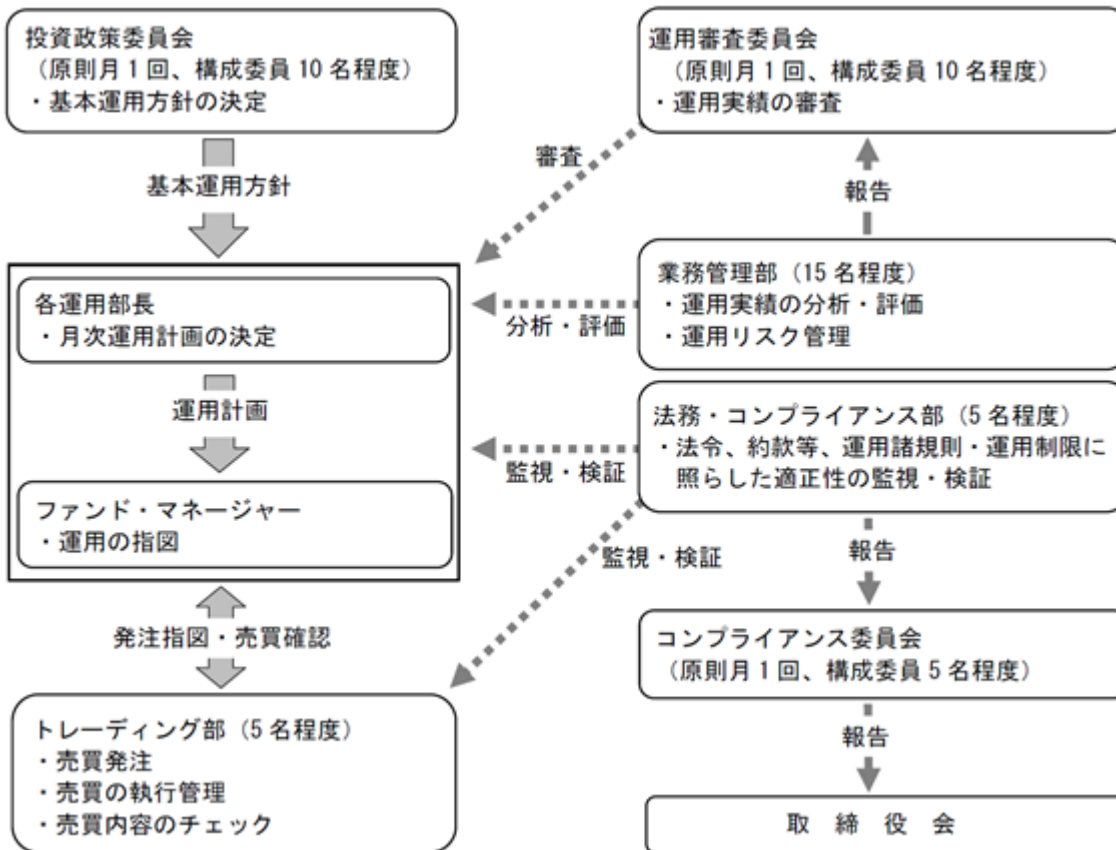 投資政策委員会
（原則月１回、構成委員 10 名程度）
・基本運用方針の決定
基本運用方針
各運用部長
・月次運用計画の決定
運用計画
ファンド・マネージャー
・運用の指図
発注指図・売買確認
トレーディング部（5 名程度）
・売買発注
・売買の執行管理
・売買内容のチェック
運用審査委員会
（原則月１回、構成委員 10 名程度）
・運用実績の審査
審査
報告
業務管理部（15 名程度）
・運用実績の分析・評価
・運用リスク管理
分析・評価
法務・コンプライアンス部（5 名程度）
・法令、約款等、運用諸規則・運用制限に
照らした適正性の監視・検証
監視・検証
監視・検証
報告
コンプライアンス委員会
（原則月１回、構成委員 5 名程度）
報告
取　締　役　会